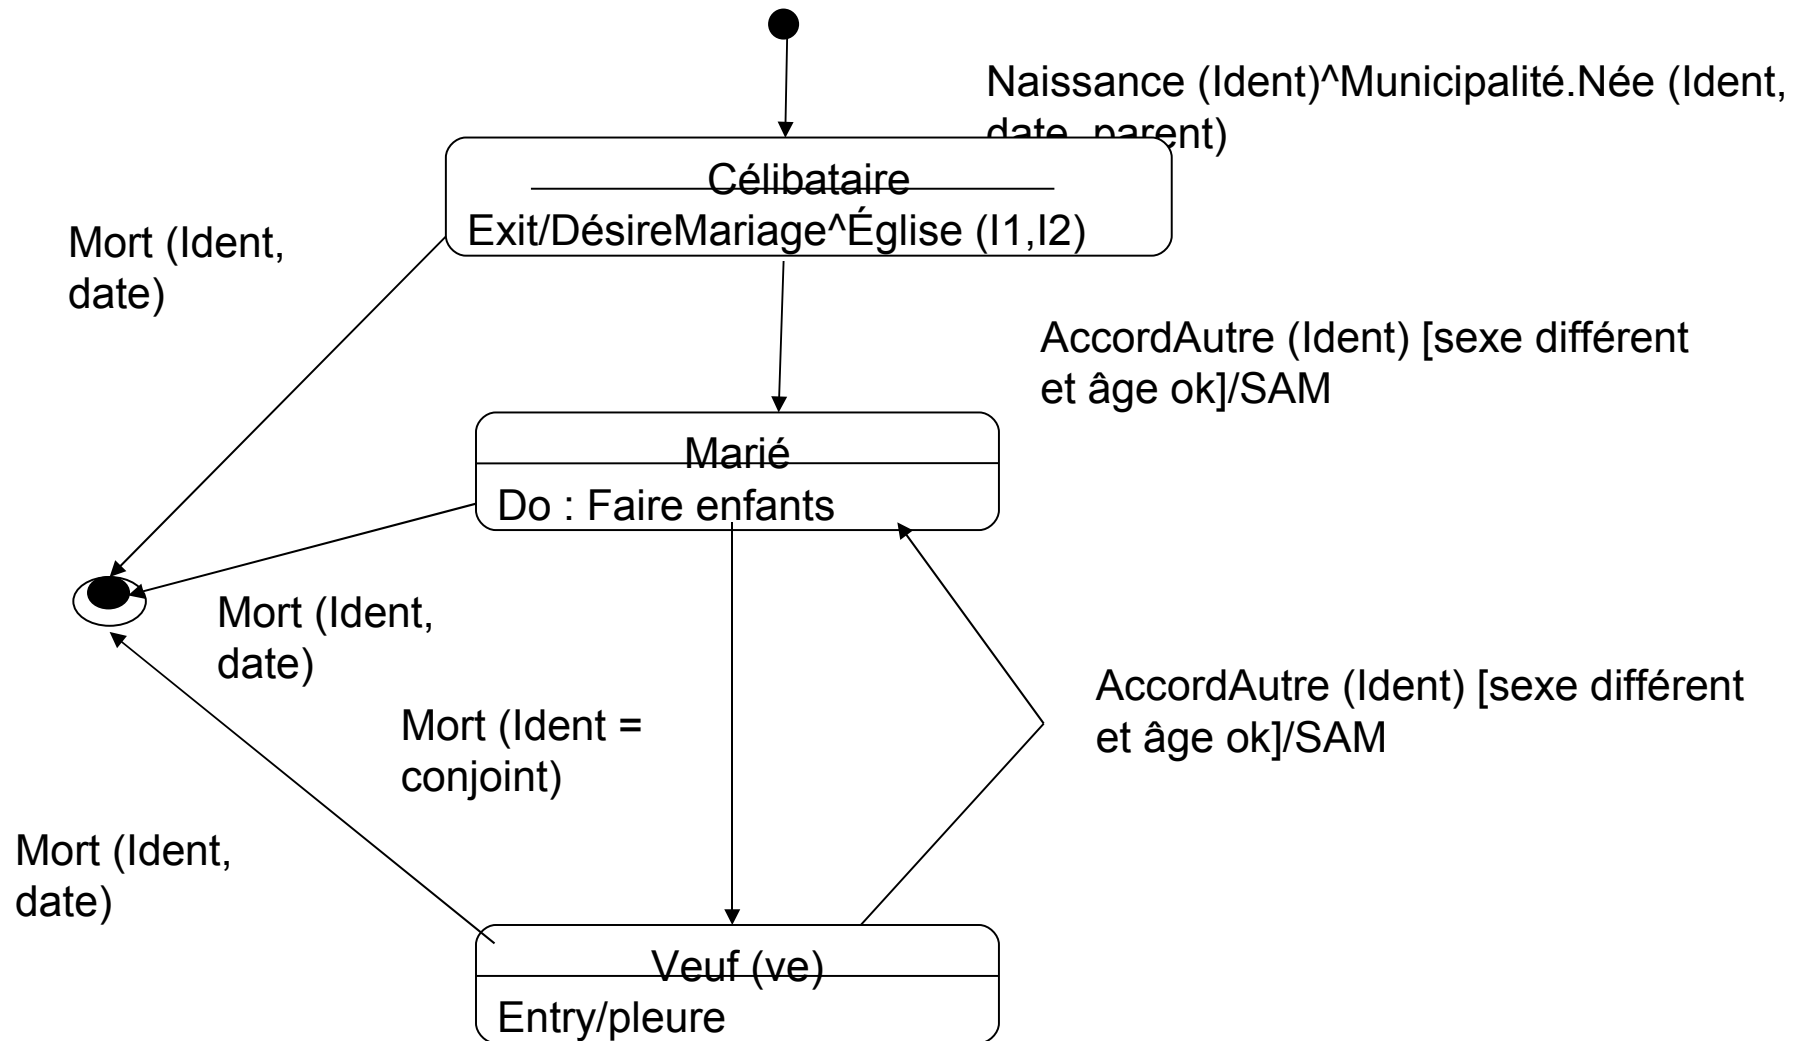 Naissance (Ident)^Municipalité.Née (Ident,
date, parent)
Célibataire
Exit/DésireMariage^Église (I1,I2)
Mort (Ident,
date)
AccordAutre (Ident) [sexe différent
et âge ok]/SAM
Marié
Do : Faire enfants
Mort (Ident,
date)
AccordAutre (Ident) [sexe différent
et âge ok]/SAM
Mort (Ident =
conjoint)
Mort (Ident,
date)
Veuf (ve)
Entry/pleure